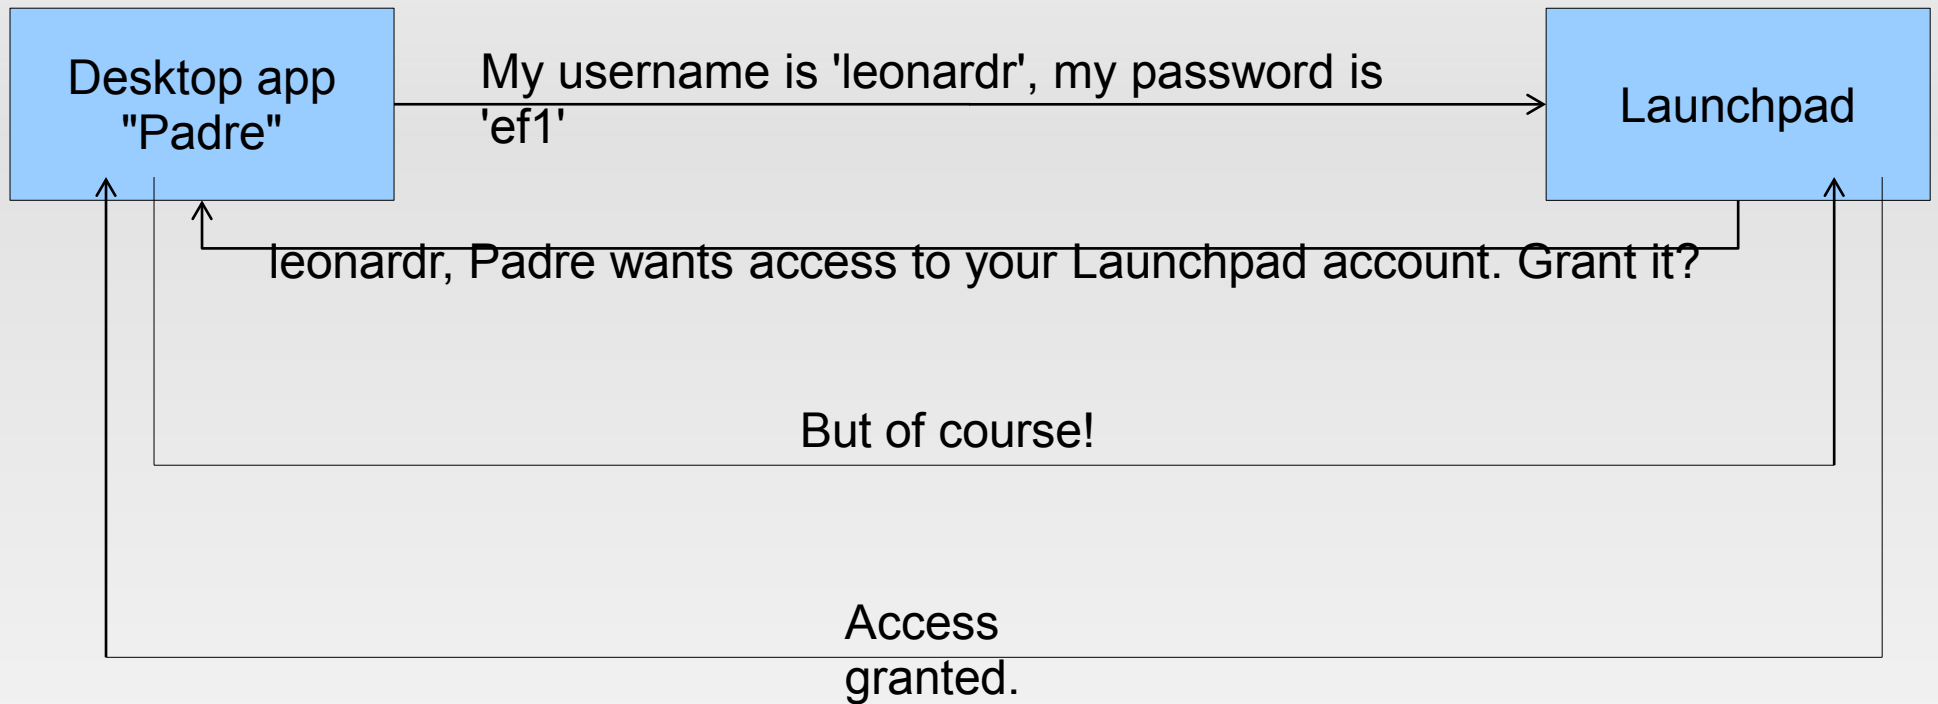 Desktop app
"Padre"
My username is 'leonardr', my password is
'ef1'
Launchpad
leonardr, Padre wants access to your Launchpad account. Grant it?
But of course!
Access
granted.